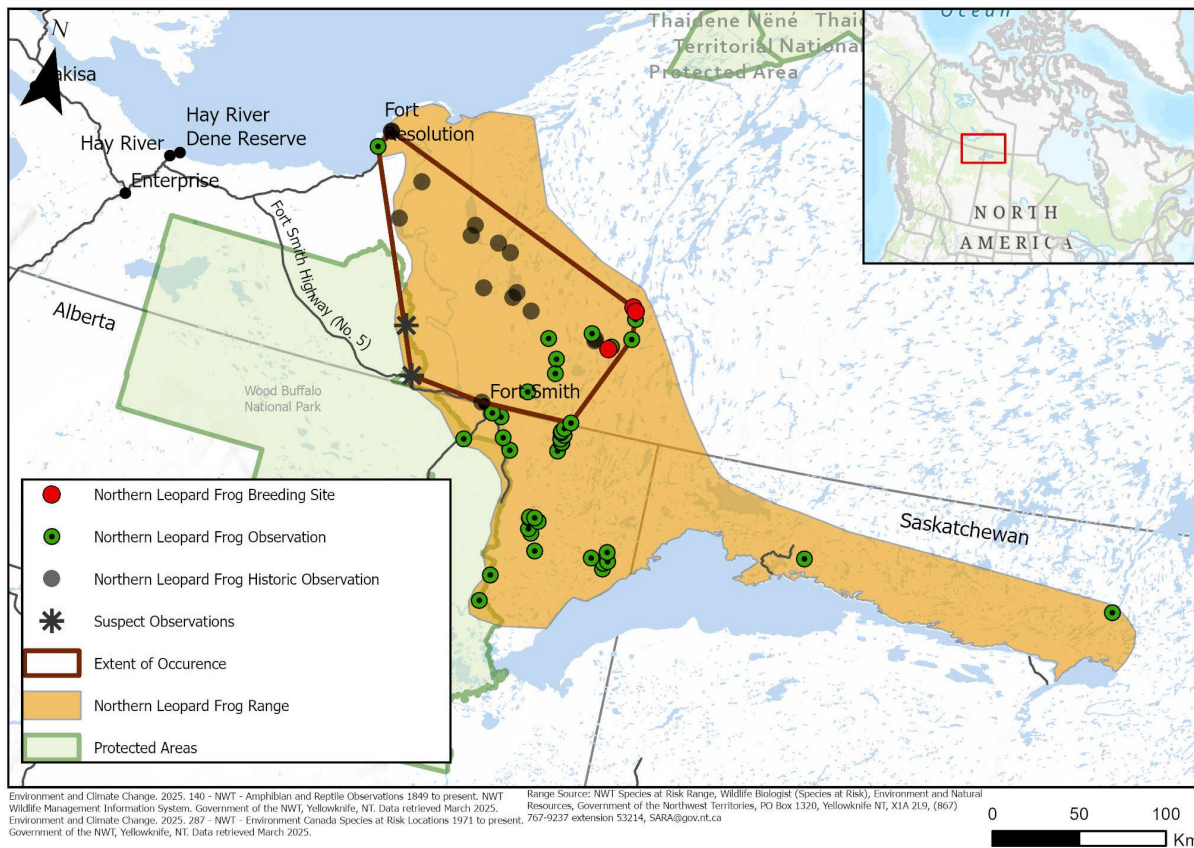 Thaidene Nëné Thai
Territorial National
Protected Area
Ocean
NORTH
AMERICA
N
Kakisa
Hay River
Dene Reserve
Hay River
Enterprise
Fort
Resolution
Fort Smith Highway (No. 5)
Alberta
Wood Buffalo
National Park
Fort Smith
Saskatchewan
Northern Leopard Frog Breeding Site
Northern Leopard Frog Observation
Northern Leopard Frog Historic Observation
Suspect Observations
Extent of Occurence
Northern Leopard Frog Range
Protected Areas
Environment and Climate Change. 2025. 140 - NWT - Amphibian and Reptile Observations 1849 to present. NWT
Wildlife Management Information System. Government of the NWT, Yellowknife, NT. Data retrieved March 2025.
Environment and Climate Change. 2025. 287 - NWT - Environment Canada Species at Risk Locations 1971 to present.
Government of the NWT, Yellowknife, NT. Data retrieved March 2025.
Range Source: NWT Species at Risk Range, Wildlife Biologist (Species at Risk), Environment and Natural
Resources, Government of the Northwest Territories, PO Box 1320, Yellowknife NT, X1A 2L9, (867)
767-9237 extension 53214, SARA@gov.nt.ca
0 50 100
Km